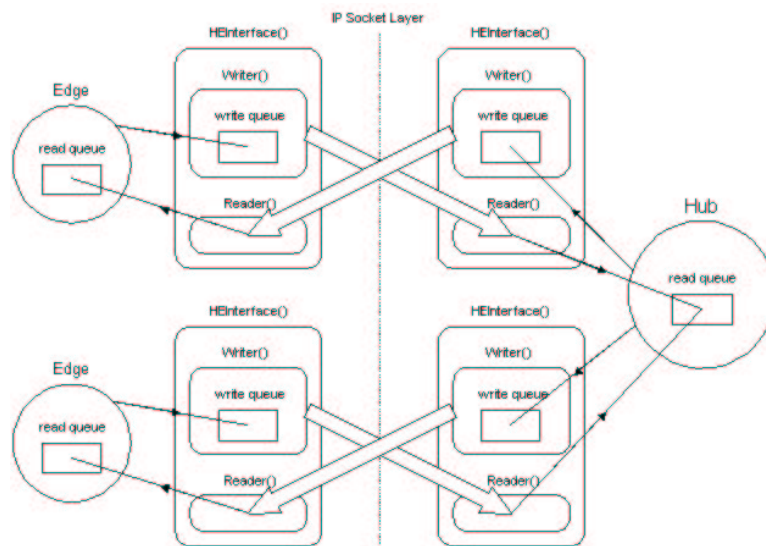 IP Socket Layer
HEInterface()
HEInterface()
Writer()
Writer()
Edge
write queue
write queue
read queue
Reader()
Reader()
Hub
read queue
HEInterface()
HEInterface()
Writer()
Writer()
Edge
write queue
write queue
read queue
Reader()
Reader()